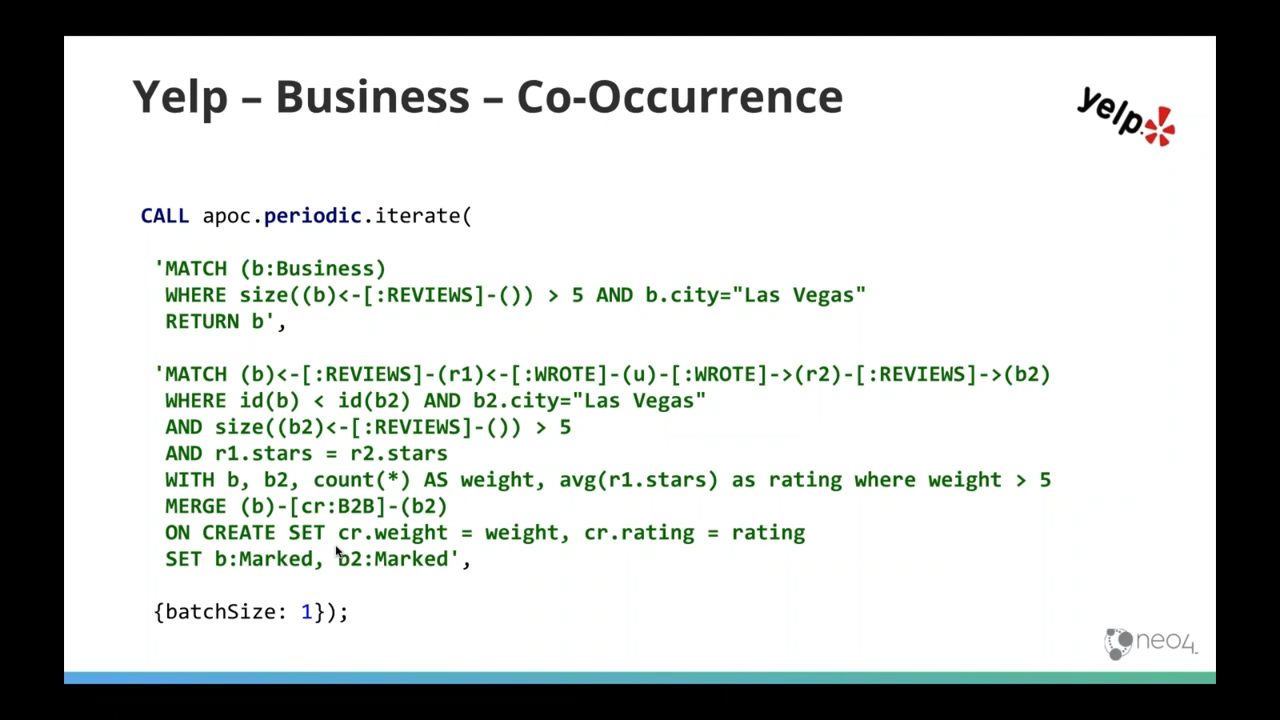 Yelp – Business – Co-Occurrence
yelp
CALL apoc.periodic.iterate(
'MATCH (b:Business)
WHERE size((b)<-[:REVIEWS]-()) > 5 AND b.city="Las Vegas"
RETURN b',
'MATCH (b)<-[:REVIEWS]-(r1)<-[:WROTE]-(u)-[:WROTE]->(r2)-[:REVIEWS]->(b2)
WHERE id(b) < id(b2) AND b2.city="Las Vegas"
AND size((b2)<-[:REVIEWS]-()) > 5
AND r1.stars = r2.stars
WITH b, b2, count(*) AS weight, avg(r1.stars) as rating where weight > 5
MERGE (b)-[cr:B2B]-(b2)
ON CREATE SET cr.weight = weight, cr.rating = rating
SET b:Marked, b2:Marked',
{batchSize: 1});
neo4j